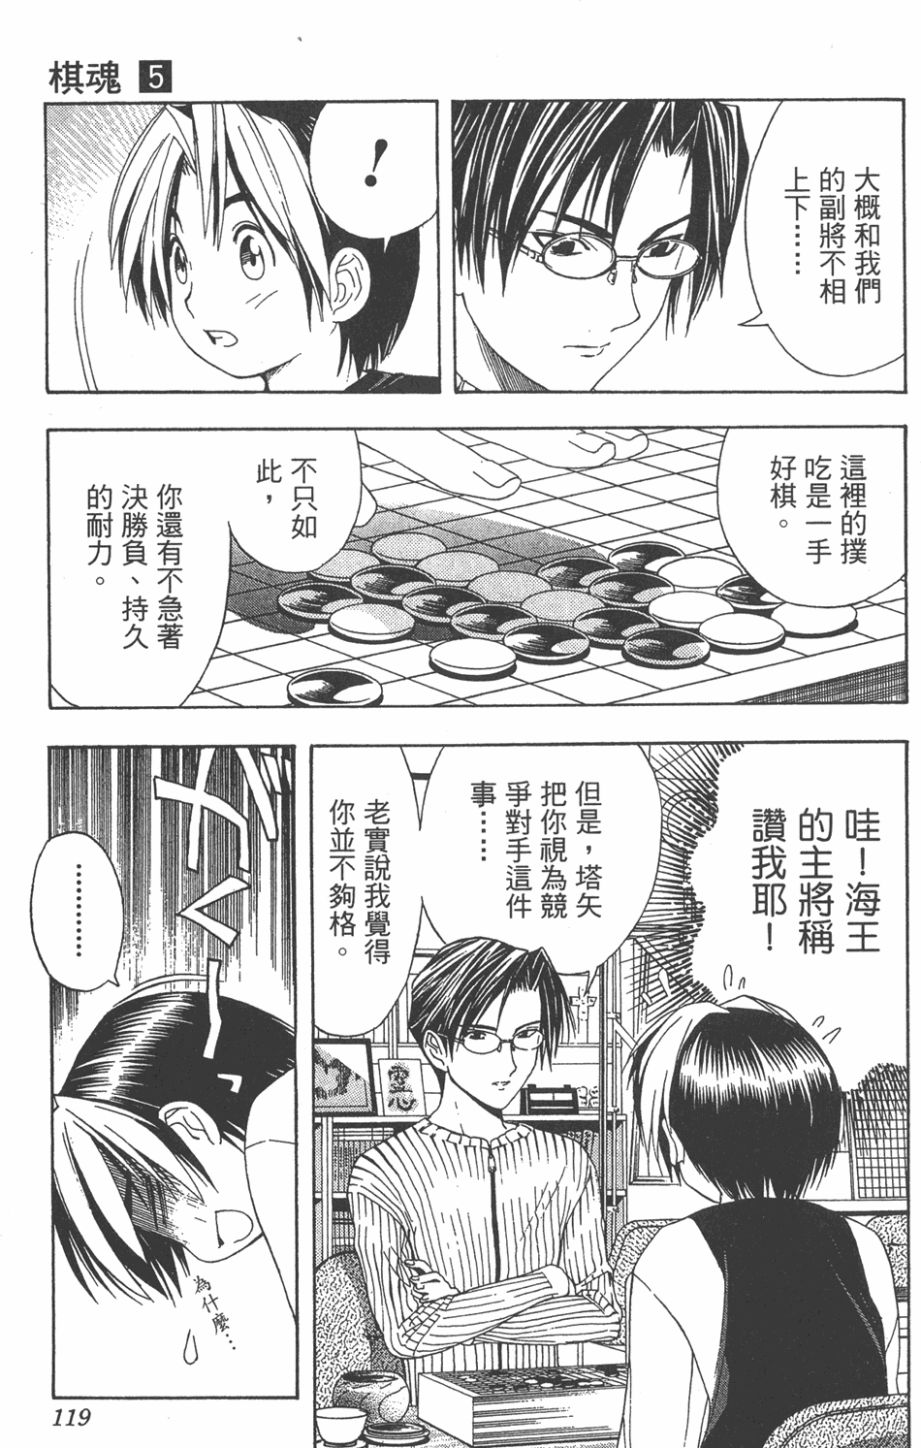 棋魂 5
大概和我們
的副將不相
上下……
！
這裡的撲
吃是一手
好棋。
不只如
此，
你還有不急著
決勝負、持久
的耐力。
哇！海王
的主將稱
讚我耶！
但是，塔矢
把你視為競
爭對手這件
事……
老實說我覺得
你並不夠格。
ガクー
………
為什麼…
119